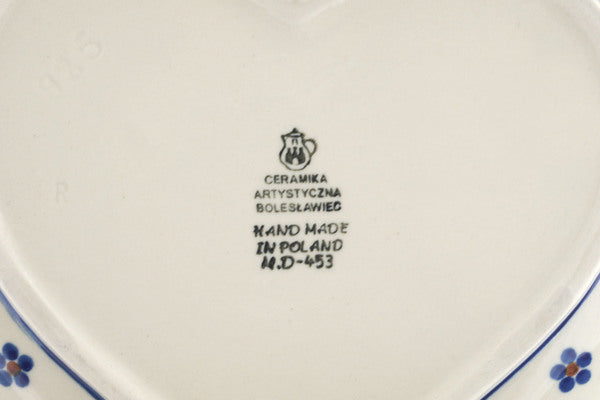 CERAMIKA
ARTYSTYCZNA
BOLESŁAWIEC
HAND MADE
IN POLAND
M.D-453
R